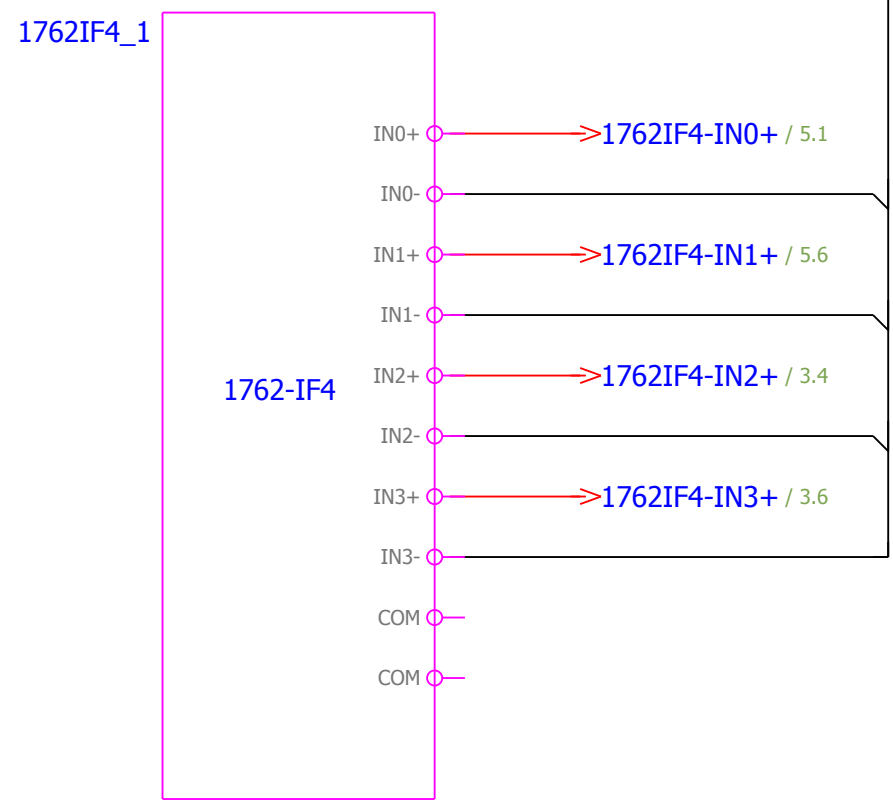 1762IF4_1
IN0+ 1762IF4-IN0+ / 5.1
IN0-
IN1+ 1762IF4-IN1+ / 5.6
IN1-
IN2+ 1762IF4-IN2+ / 3.4
1762-IF4
IN2-
IN3+ 1762IF4-IN3+ / 3.6
IN3-
COM
COM